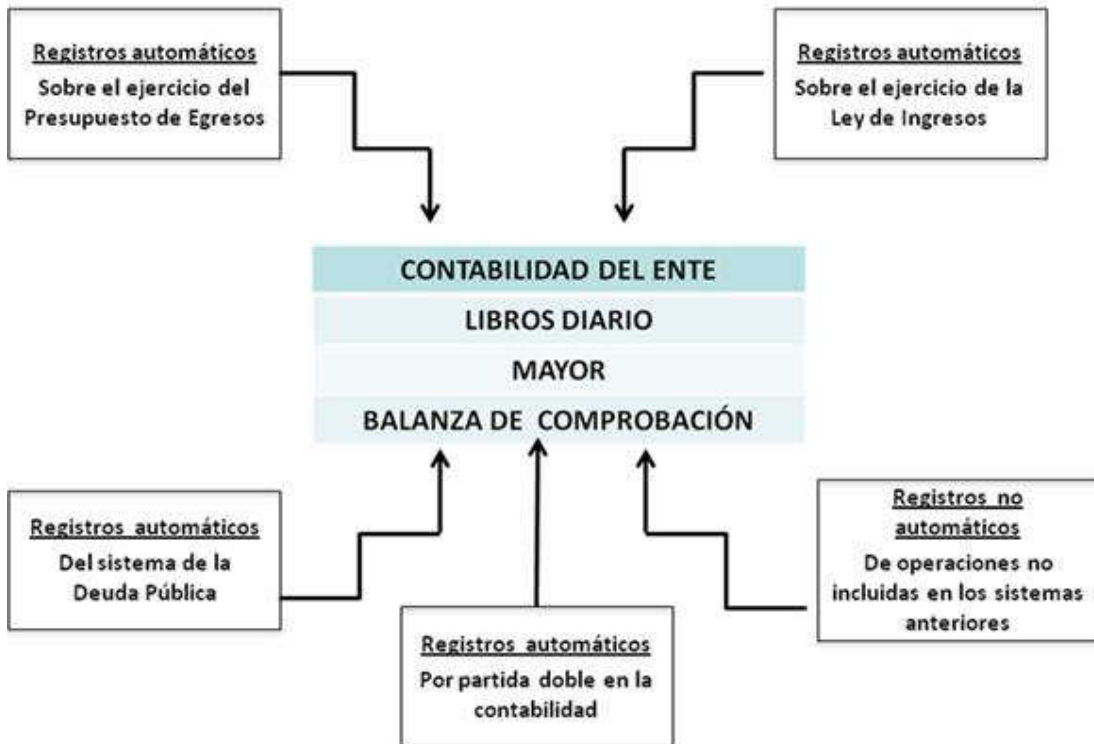 Registros automáticos
Sobre el ejercicio del
Presupuesto de Egresos
Registros automáticos
Sobre el ejercicio de la
Ley de Ingresos
CONTABILIDAD DEL ENTE
LIBROS DIARIO
MAYOR
BALANZA DE COMPROBACIÓN
Registros automáticos
Del sistema de la
Deuda Pública
Registros automáticos
Por partida doble en la
contabilidad
Registros no
automáticos
De operaciones no
incluidas en los sistemas
anteriores